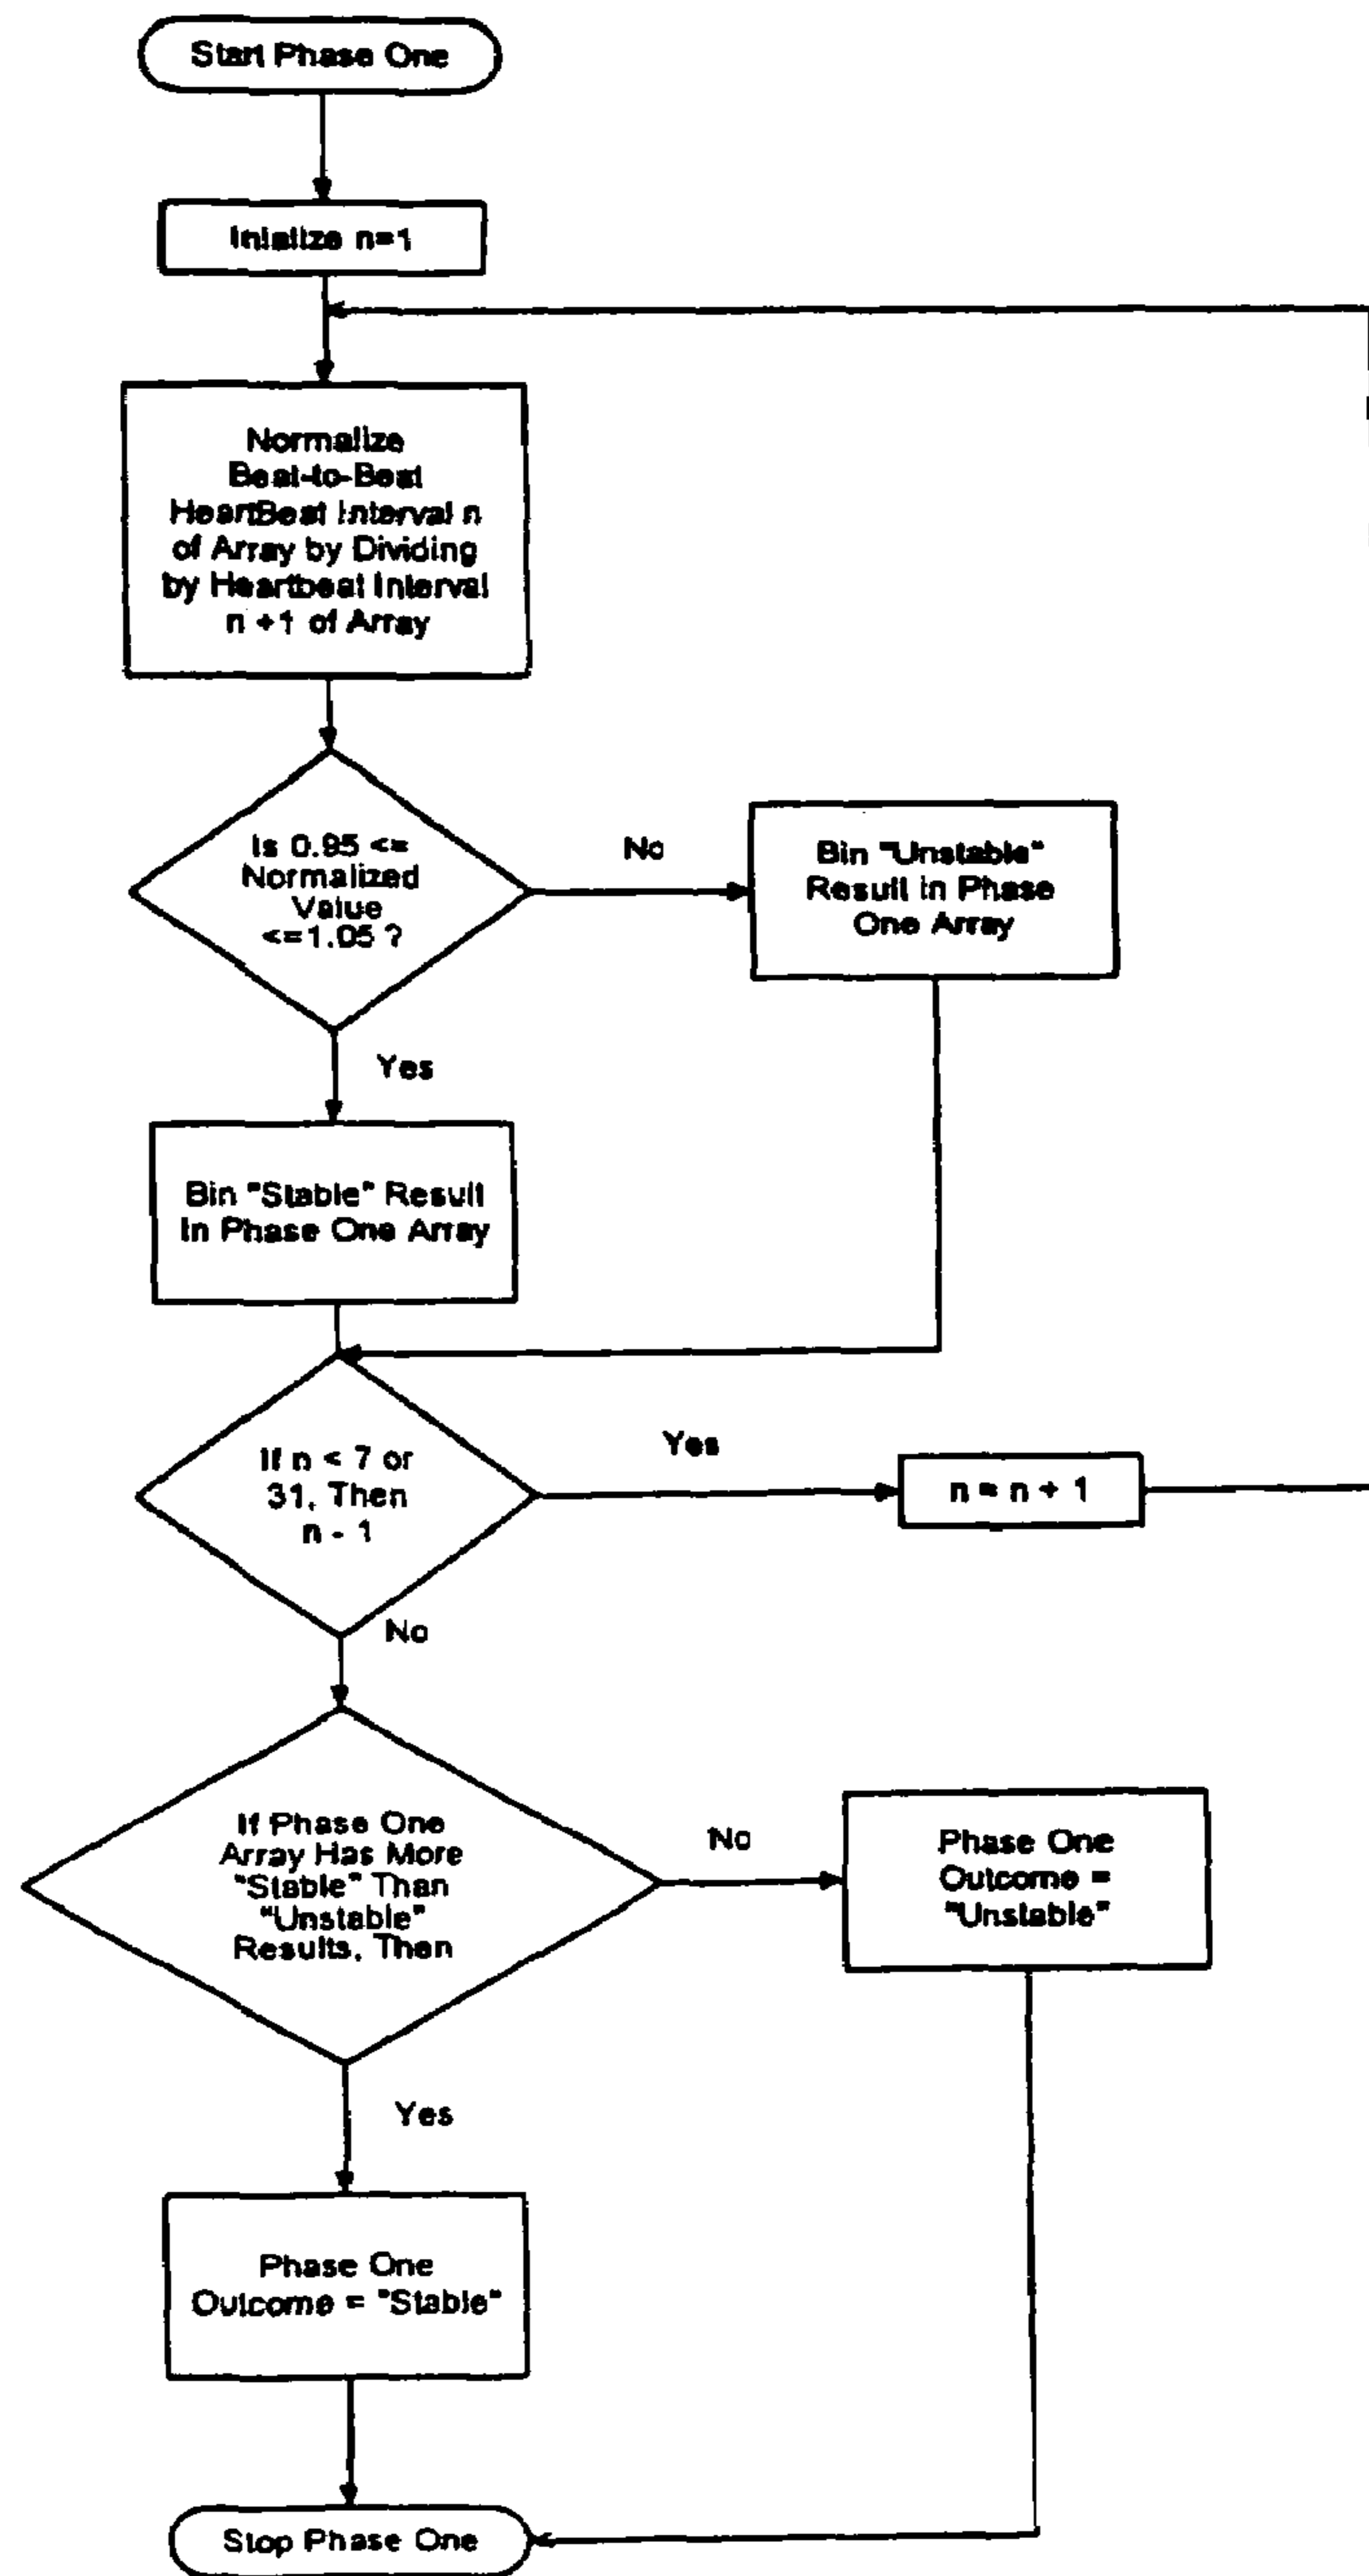 Start Phase One
Inialize n=1
Normalize
Beat-to-Beat
HeartBeat Interval n
of Array by Dividing
by Heartbeat Interval
n +1 of Array
Is 0.95 <=
Normalized
Value
<=1.05 ?
No
Bin "Unstable"
Result in Phase
One Array
Yes
Bin "Stable" Result
In Phase One Array
If n < 7 or
31, Then
n - 1
Yes
n = n + 1
No
If Phase One
Array Has More
"Stable" Than
"Unstable"
Results, Then
No
Phase One
Outcome =
"Unstable"
Yes
Phase One
Outcome = "Stable"
Stop Phase One